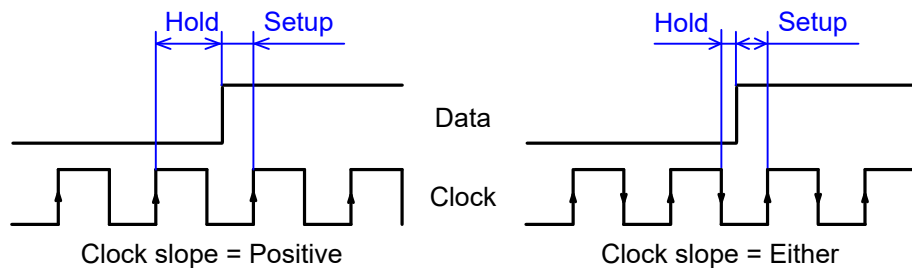 Hold Setup
Hold Setup
Data
Clock
Clock slope = Positive
Clock slope = Either